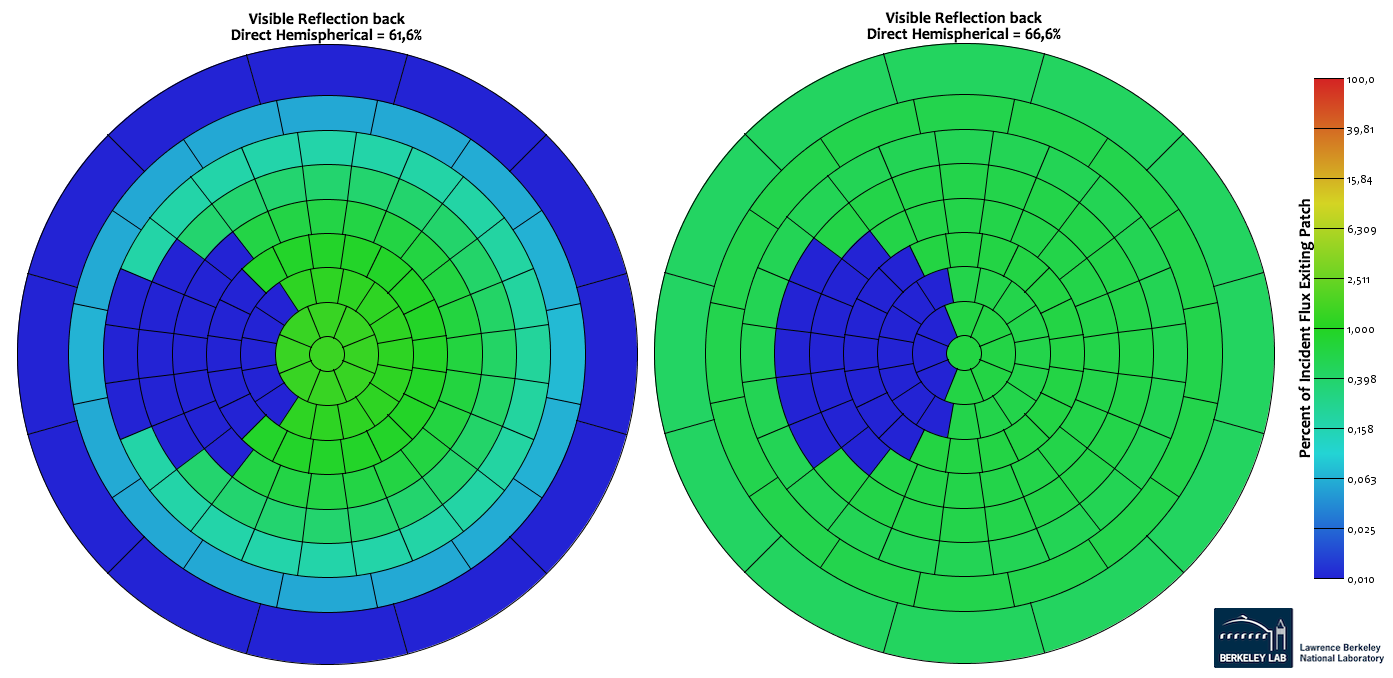 Visible Reflection back
Direct Hemispherical = 61,6%
Visible Reflection back
Direct Hemispherical = 66,6%
Percent of Incident Flux Exiting Patch
100,0
39,81
15,84
6,309
2,511
1,000
0,398
0,158
0,063
0,025
0,010
BERKELEY LAB
Lawrence Berkeley
National Laboratory